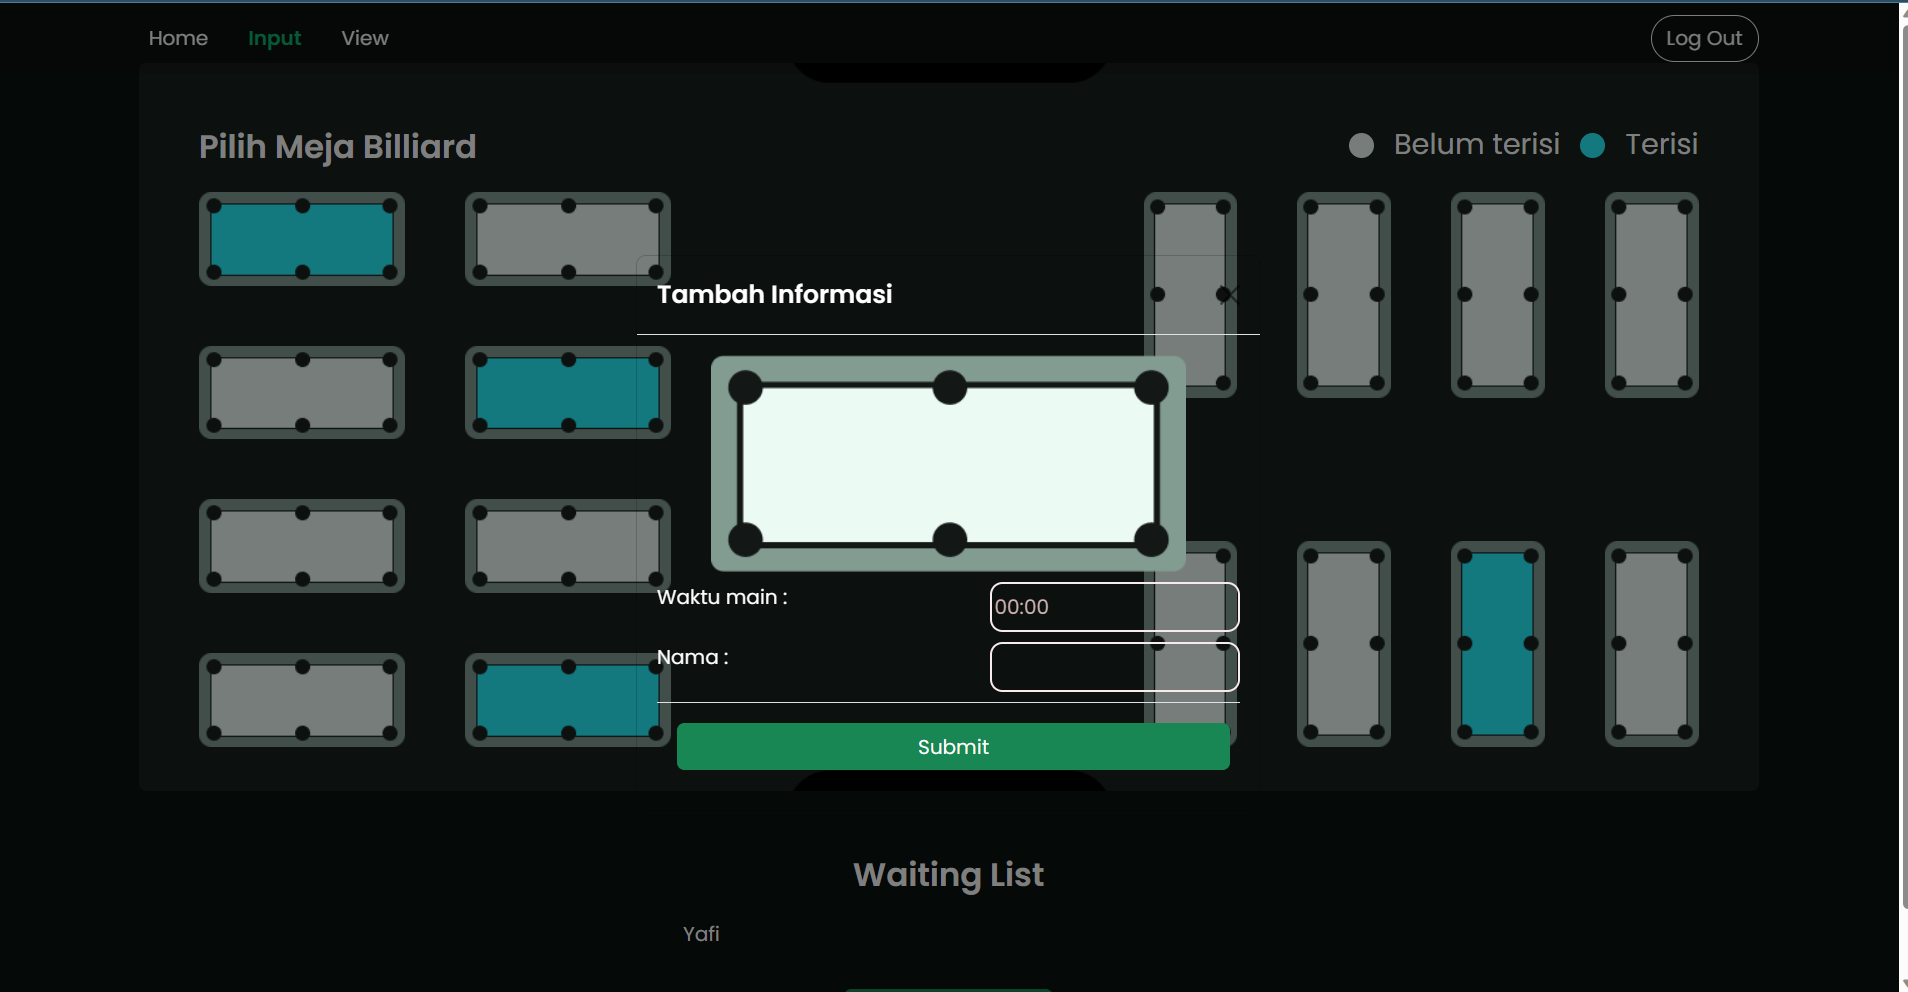 Home Input View Log Out
Pilih Meja Billiard
Belum terisi Terisi
Tambah Informasi
Waktu main : 00:00
Nama :
Submit
Waiting List
Yafi